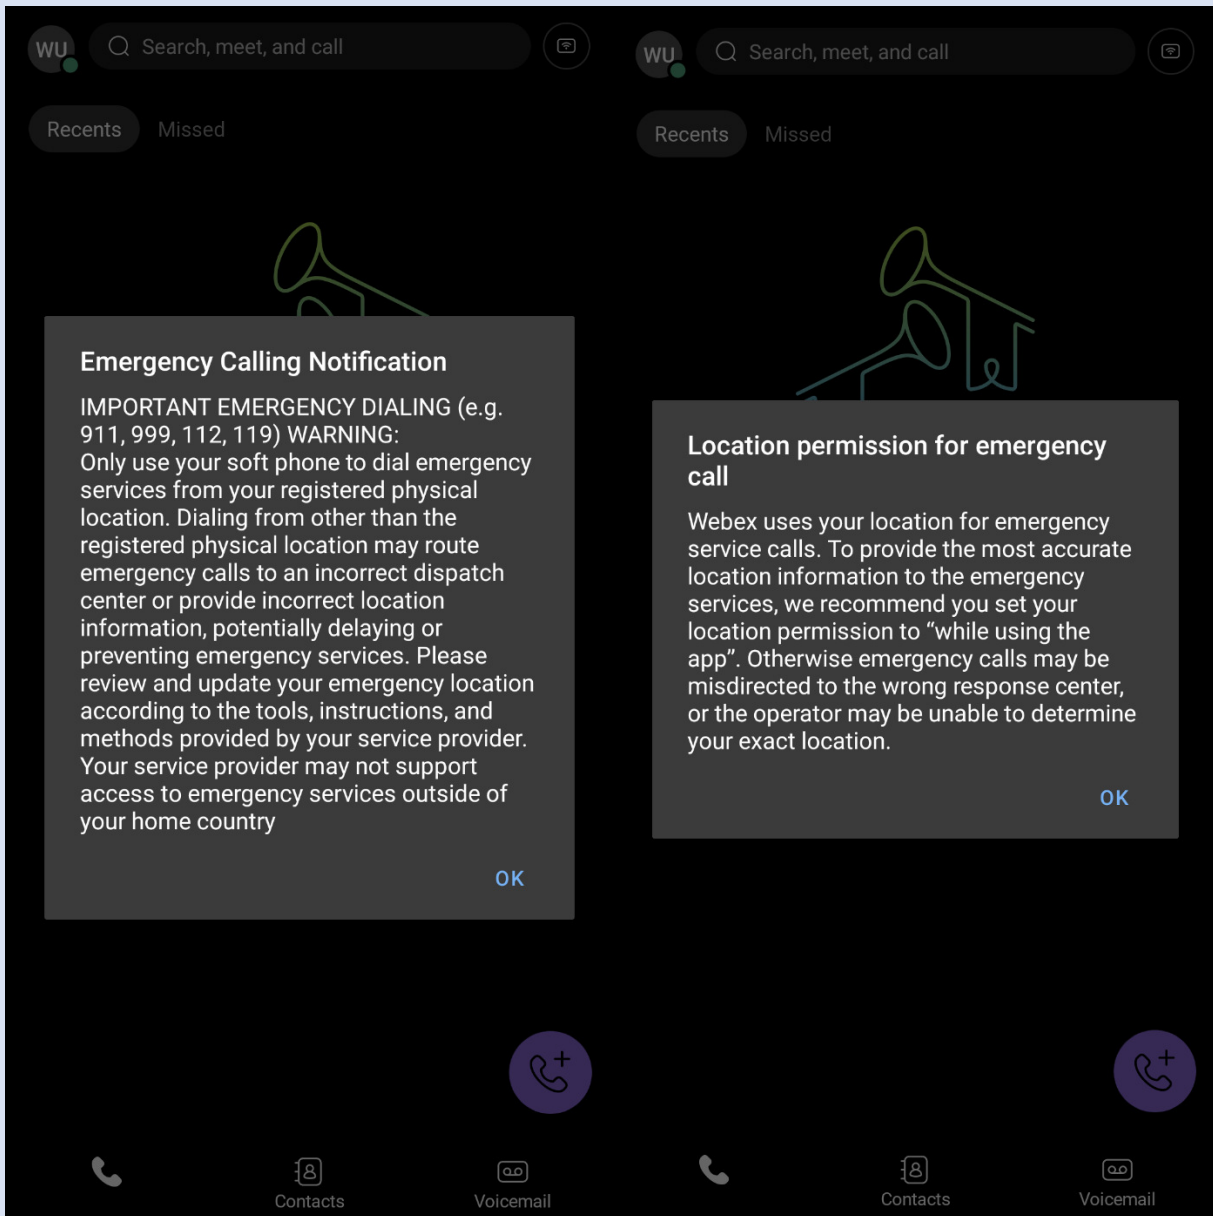 WU
Search, meet, and call
Recents
Missed
Emergency Calling Notification
IMPORTANT EMERGENCY DIALING (e.g.
911, 999, 112, 119) WARNING:
Only use your soft phone to dial emergency
services from your registered physical
location. Dialing from other than the
registered physical location may route
emergency calls to an incorrect dispatch
center or provide incorrect location
information, potentially delaying or
preventing emergency services. Please
review and update your emergency location
according to the tools, instructions, and
methods provided by your service provider.
Your service provider may not support
access to emergency services outside of
your home country
OK
Contacts
Voicemail
WU
Search, meet, and call
Recents
Missed
Location permission for emergency
call
Webex uses your location for emergency
service calls. To provide the most accurate
location information to the emergency
services, we recommend you set your
location permission to “while using the
app”. Otherwise emergency calls may be
misdirected to the wrong response center,
or the operator may be unable to determine
your exact location.
OK
Contacts
Voicemail